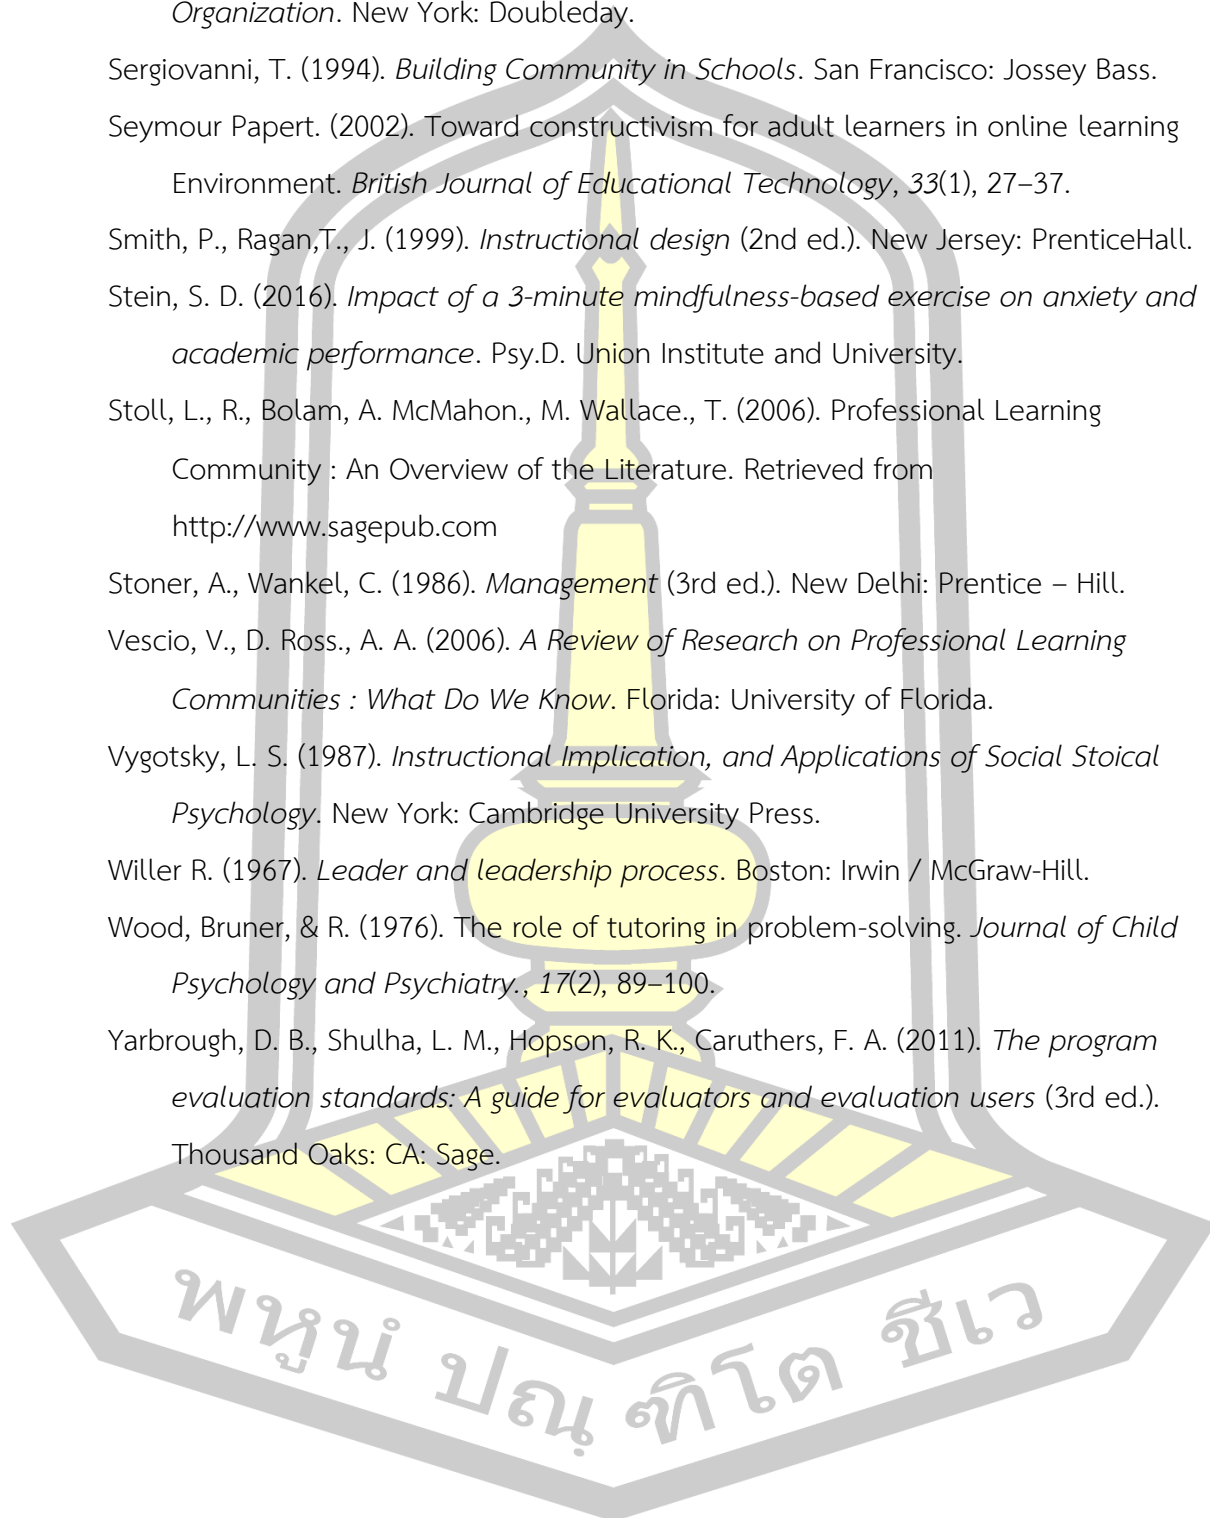 Organization. New York: Doubleday.
Sergiovanni, T. (1994). Building Community in Schools. San Francisco: Jossey Bass.
Seymour Papert. (2002). Toward constructivism for adult learners in online learning
Environment. British Journal of Educational Technology, 33(1), 27–37.
Smith, P., Ragan,T., J. (1999). Instructional design (2nd ed.). New Jersey: PrenticeHall.
Stein, S. D. (2016). Impact of a 3-minute mindfulness-based exercise on anxiety and
academic performance. Psy.D. Union Institute and University.
Stoll, L., R., Bolam, A. McMahon., M. Wallace., T. (2006). Professional Learning
Community : An Overview of the Literature. Retrieved from
http://www.sagepub.com
Stoner, A., Wankel, C. (1986). Management (3rd ed.). New Delhi: Prentice – Hill.
Vescio, V., D. Ross., A. A. (2006). A Review of Research on Professional Learning
Communities : What Do We Know. Florida: University of Florida.
Vygotsky, L. S. (1987). Instructional Implication, and Applications of Social Stoical
Psychology. New York: Cambridge University Press.
Willer R. (1967). Leader and leadership process. Boston: Irwin / McGraw-Hill.
Wood, Bruner, & R. (1976). The role of tutoring in problem-solving. Journal of Child
Psychology and Psychiatry., 17(2), 89–100.
Yarbrough, D. B., Shulha, L. M., Hopson, R. K., Caruthers, F. A. (2011). The program
evaluation standards: A guide for evaluators and evaluation users (3rd ed.).
Thousand Oaks: CA: Sage.
พหูนํ ปณฺฑิโต ชีเว